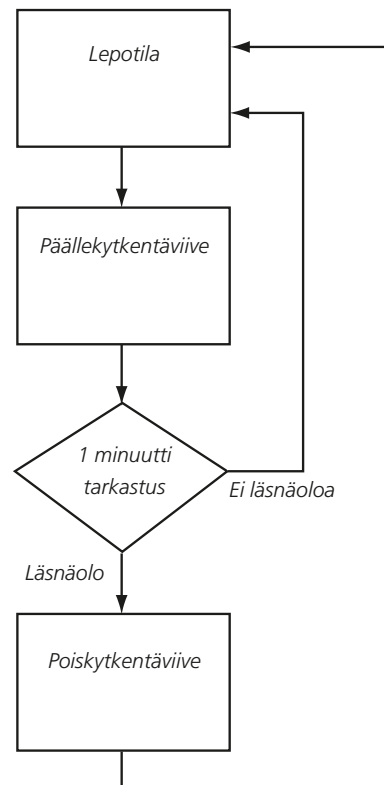 Lepotila
Päällekytkentäviive
1 minuutti
tarkastus
Ei läsnäoloa
Läsnäolo
Poiskytkentäviive